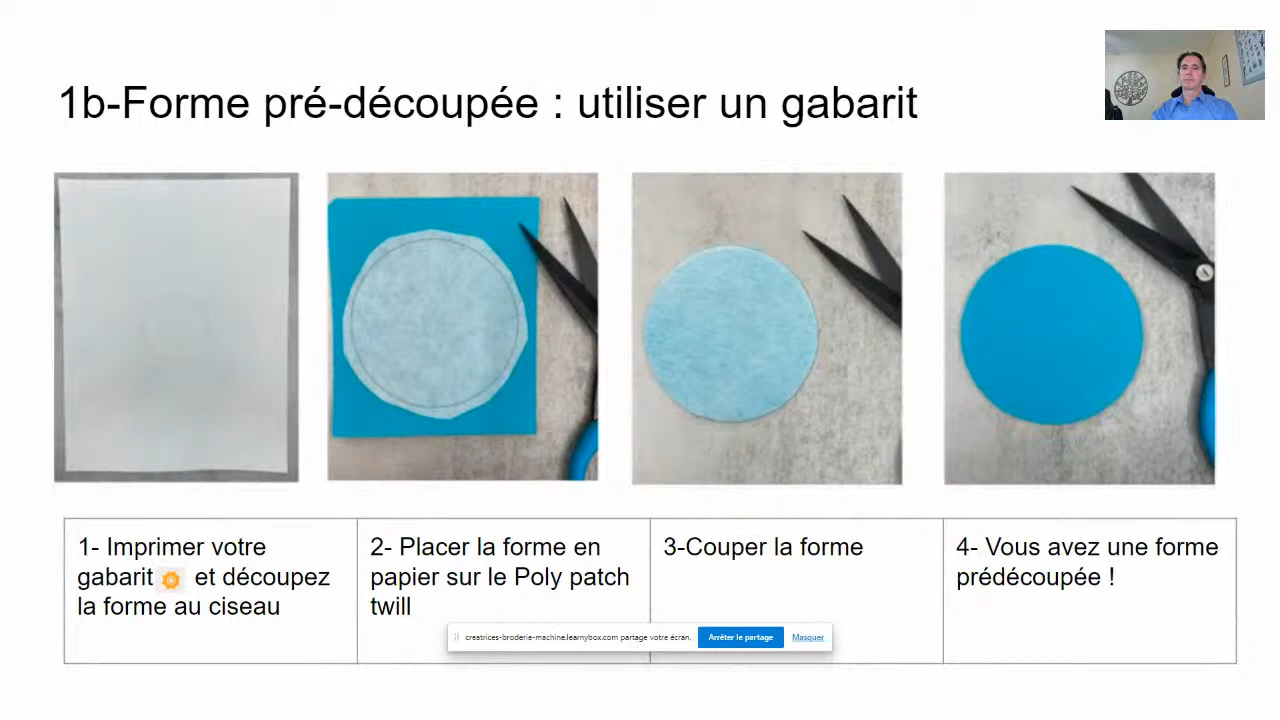 1b-Forme pré-découpée : utiliser un gabarit
1- Imprimer votre
gabarit et découpez
la forme au ciseau
2- Placer la forme en
papier sur le Poly patch
twill
3-Couper la forme
4- Vous avez une forme
prédécoupée !
creatrices-broderie-machine.learnybox.com partage votre écran.
Arrêter le partage
Masquer